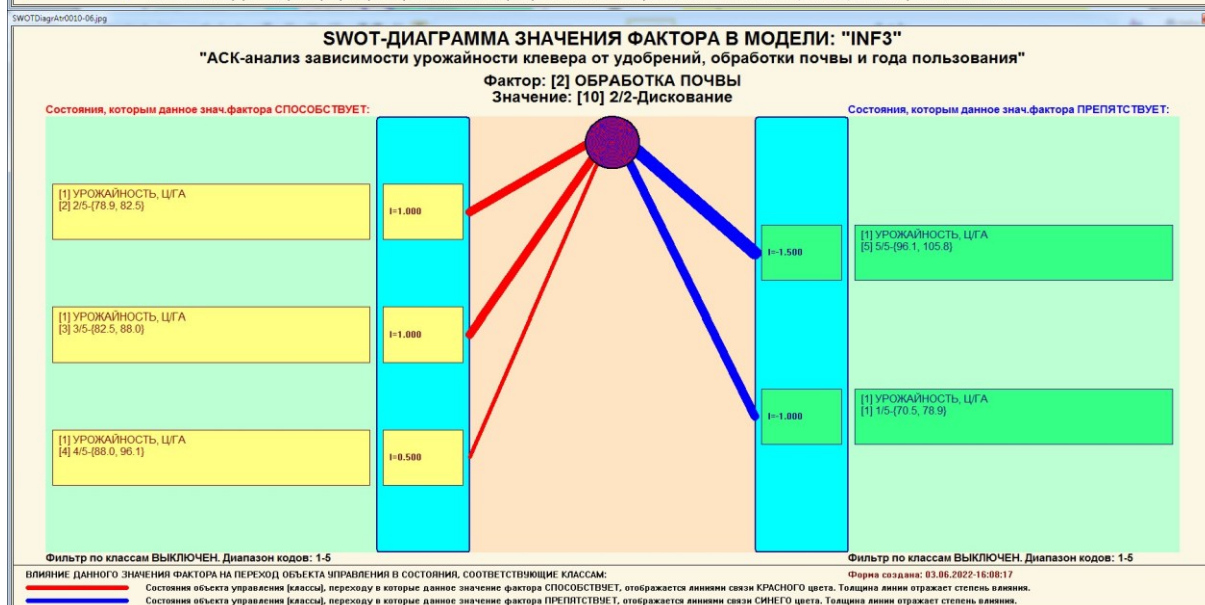 SWOTDiagrAtr0010-06.jpg
SWOT-ДИАГРАММА ЗНАЧЕНИЯ ФАКТОРА В МОДЕЛИ: "INF3"
"АСК-анализ зависимости урожайности клевера от удобрений, обработки почвы и года пользования"
Фактор: [2] ОБРАБОТКА ПОЧВЫ
Значение: [10] 2/2-Дискование
Состояния, которым данное знач.фактора СПОСОБСТВУЕТ:
Состояния, которым данное знач.фактора ПРЕПЯТСТВУЕТ:
[1] УРОЖАЙНОСТЬ, Ц/ГА
[2] 2/5-{78.9, 82.5}
I=1.000
[1] УРОЖАЙНОСТЬ, Ц/ГА
[3] 3/5-{82.5, 88.0}
I=1.000
[1] УРОЖАЙНОСТЬ, Ц/ГА
[4] 4/5-{88.0, 96.1}
I=0.500
I=-1.500
[1] УРОЖАЙНОСТЬ, Ц/ГА
[5] 5/5-{96.1, 105.8}
I=-1.000
[1] УРОЖАЙНОСТЬ, Ц/ГА
[1] 1/5-{70.5, 78.9}
Фильтр по классам ВЫКЛЮЧЕН. Диапазон кодов: 1-5
Фильтр по классам ВЫКЛЮЧЕН. Диапазон кодов: 1-5
ВЛИЯНИЕ ДАННОГО ЗНАЧЕНИЯ ФАКТОРА НА ПЕРЕХОД ОБЪЕКТА УПРАВЛЕНИЯ В СОСТОЯНИЯ, СООТВЕТСТВУЮЩИЕ КЛАССАМ:
Форма создана: 03.06.2022-16:08:17
Состояния объекта управления [классы], переходу в которые данное значение фактора СПОСОБСТВУЕТ, отображается линиями связи КРАСНОГО цвета. Толщина линии отражает степень влияния.
Состояния объекта управления [классы], переходу в которые данное значение фактора ПРЕПЯТСТВУЕТ, отображается линиями связи СИНЕГО цвета. Толщина линии отражает степень влияния.